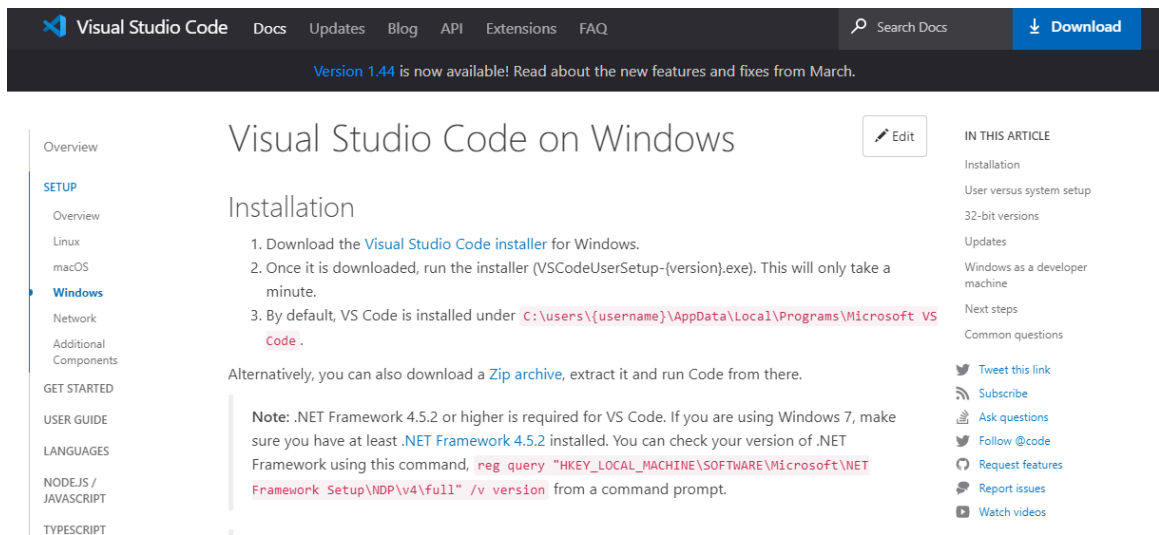 Visual Studio Code Docs Updates Blog API Extensions FAQ Search Docs Download
Version 1.44 is now available! Read about the new features and fixes from March.
Overview
SETUP
Overview
Linux
macOS
Windows
Network
Additional
Components
GET STARTED
USER GUIDE
LANGUAGES
NODE.JS /
JAVASCRIPT
TYPESCRIPT
Visual Studio Code on Windows
Edit
Installation
1. Download the Visual Studio Code installer for Windows.
2. Once it is downloaded, run the installer (VSCodeUserSetup-{version}.exe). This will only take a
minute.
3. By default, VS Code is installed under C:\users\{username}\AppData\Local\Programs\Microsoft VS
Code .
Alternatively, you can also download a Zip archive, extract it and run Code from there.
Note: .NET Framework 4.5.2 or higher is required for VS Code. If you are using Windows 7, make
sure you have at least .NET Framework 4.5.2 installed. You can check your version of .NET
Framework using this command, reg query "HKEY_LOCAL_MACHINE\SOFTWARE\Microsoft\NET
Framework Setup\NDP\v4\full" /v version from a command prompt.
IN THIS ARTICLE
Installation
User versus system setup
32-bit versions
Updates
Windows as a developer
machine
Next steps
Common questions
Tweet this link
Subscribe
Ask questions
Follow @code
Request features
Report issues
Watch videos